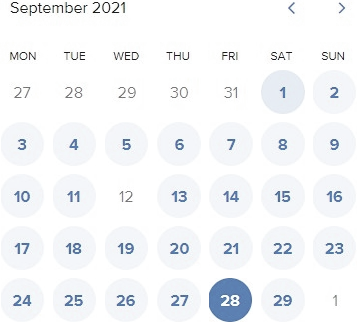 September 2021
MON TUE WED THU FRI SAT SUN
27 28 29 30 31 1 2
3 4 5 6 7 8 9
10 11 12 13 14 15 16
17 18 19 20 21 22 23
24 25 26 27 28 29 1